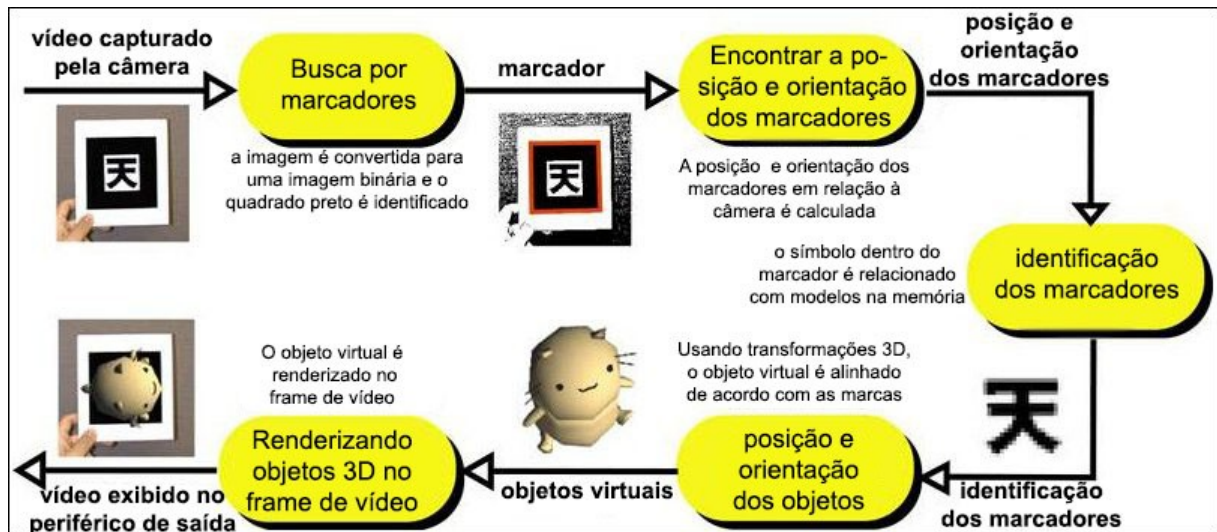 vídeo capturado
pela câmera
天
Busca por
marcadores
a imagem é convertida para
uma imagem binária e o
quadrado preto é identificado
marcador
天
Encontrar a po-
sição e orientação
dos marcadores
A posição e orientação dos
marcadores em relação à
câmera é calculada
posição e
orientação
dos marcadores
identificação
dos marcadores
o símbolo dentro do
marcador é relacionado
com modelos na memória
天
identificação
dos marcadores
posição e
orientação
dos objetos
Usando transformações 3D,
o objeto virtual é alinhado
de acordo com as marcas
objetos virtuais
Renderizando
objetos 3D no
frame de vídeo
O objeto virtual é
renderizado no
frame de vídeo
vídeo exibido no
periférico de saída